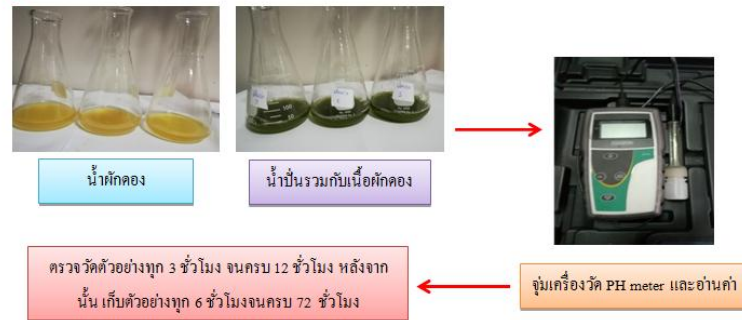 น้ำผักดอง
น้ำปั่นรวมกับเนื้อผักดอง
จุ่มเครื่องวัด PH meter และอ่านค่า
ตรวจวัดตัวอย่างทุก 3 ชั่วโมง จนครบ 12 ชั่วโมง หลังจาก
นั้น เก็บตัวอย่างทุก 6 ชั่วโมงจนครบ 72 ชั่วโมง